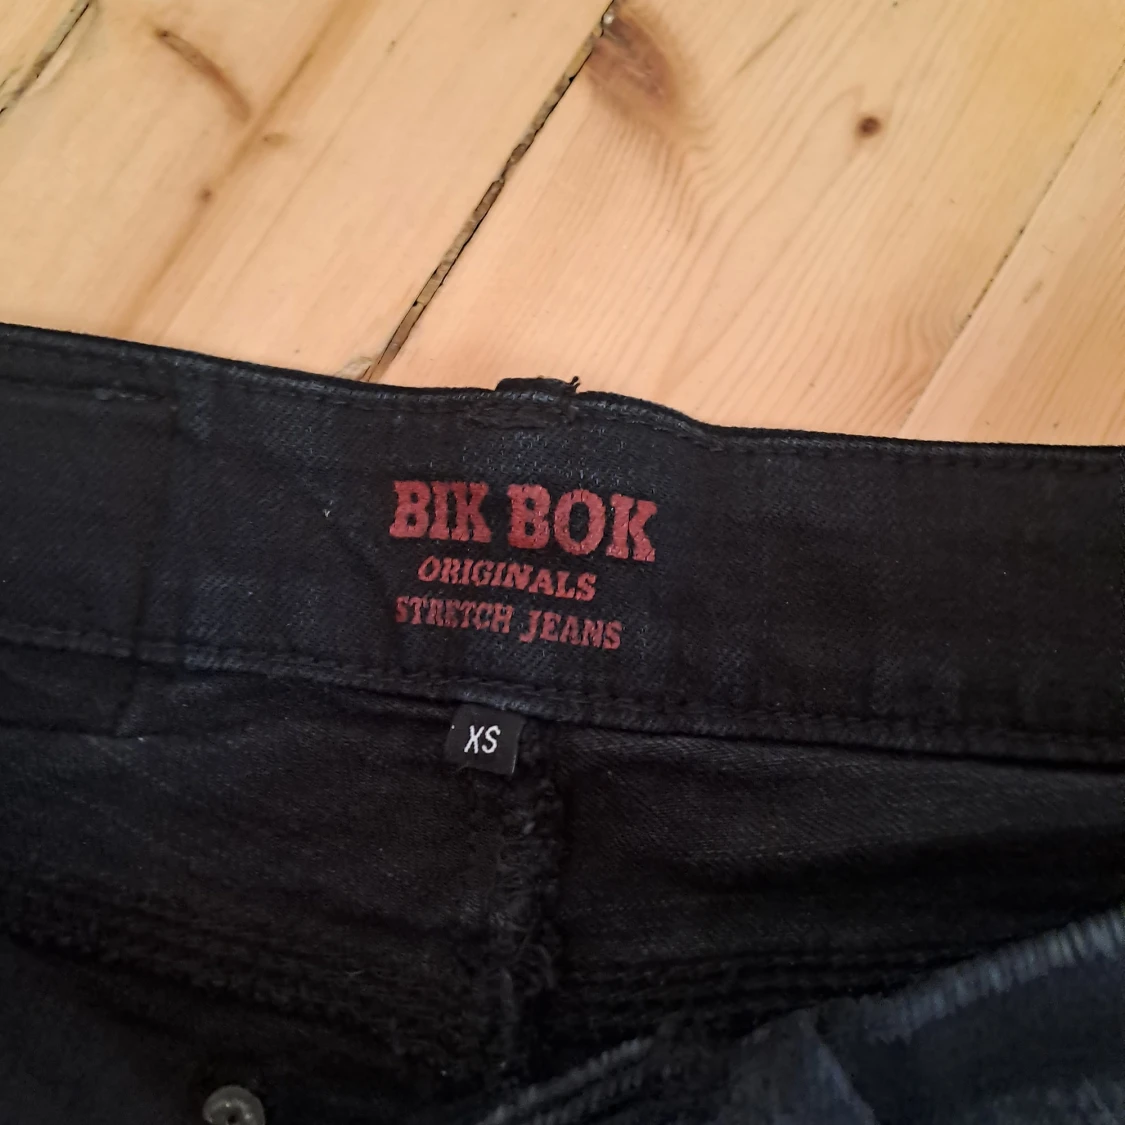 BIK BOK
ORIGINALS
STRETCH JEANS
XS